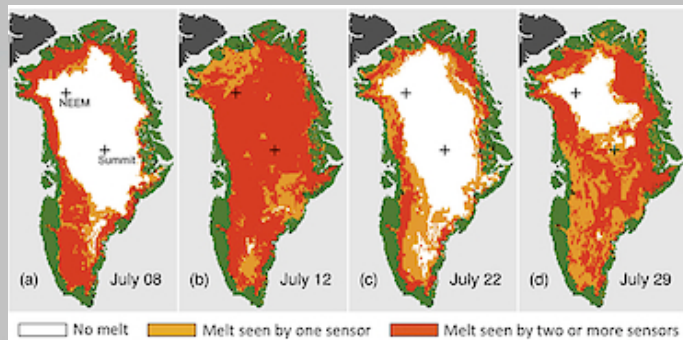 NEEM
Summit
(a) July 08
(b) July 12
(c) July 22
(d) July 29
No melt
Melt seen by one sensor
Melt seen by two or more sensors